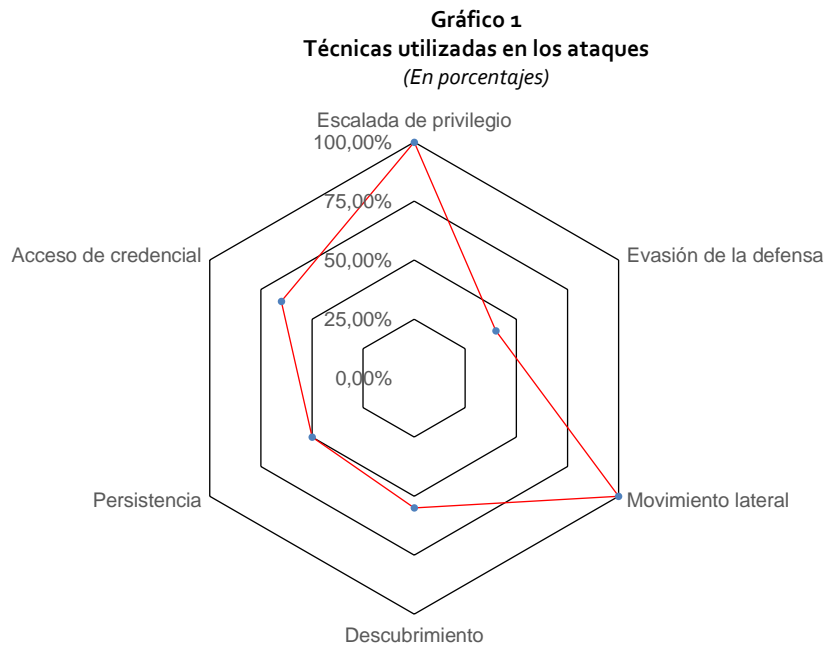 Gráfico 1
Técnicas utilizadas en los ataques
(En porcentajes)
Escalada de privilegio
100,00%
75,00%
Acceso de credencial
Evasión de la defensa
50,00%
25,00%
0,00%
Persistencia
Movimiento lateral
Descubrimiento